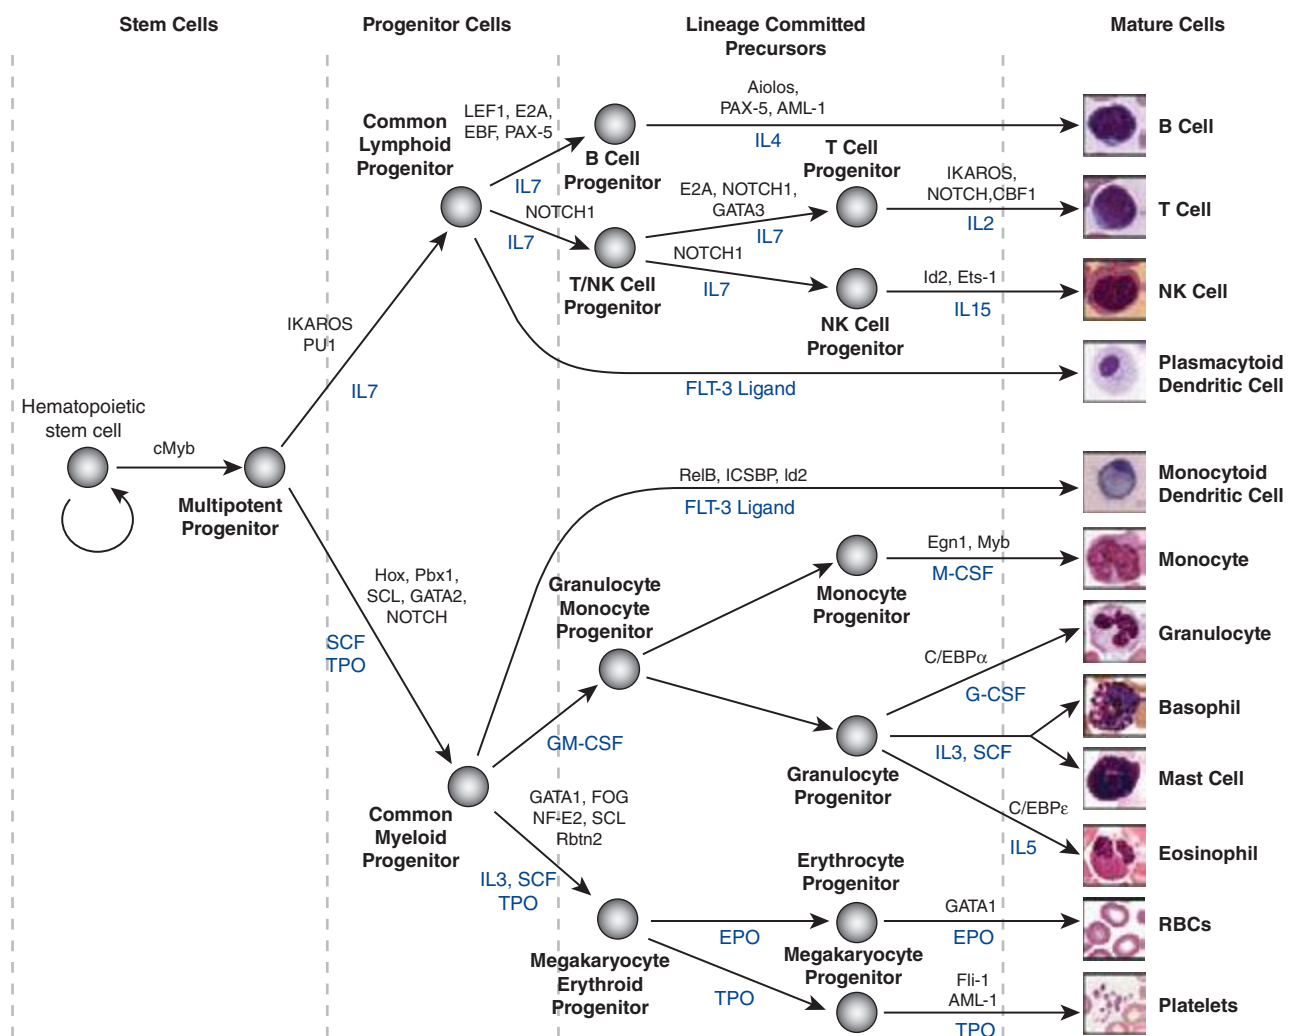 Stem Cells
Progenitor Cells
Lineage Committed
Precursors
Mature Cells
LEF1, E2A,
EBF, PAX-5
Common
Lymphoid
Progenitor
IL7
B Cell
Progenitor
Aiolos,
PAX-5, AML-1
IL4
B Cell
NOTCH1
IL7
T/NK Cell
Progenitor
E2A, NOTCH1,
GATA3
IL7
T Cell
Progenitor
IKAROS,
NOTCH,CBF1
IL2
T Cell
NOTCH1
IL7
NK Cell
Progenitor
Id2, Ets-1
IL15
NK Cell
FLT-3 Ligand
Plasmacytoid
Dendritic Cell
IKAROS
PU1
IL7
Hematopoietic
stem cell
cMyb
Multipotent
Progenitor
RelB, ICSBP, Id2
FLT-3 Ligand
Monocytoid
Dendritic Cell
Hox, Pbx1,
SCL, GATA2,
NOTCH
SCF
TPO
Granulocyte
Monocyte
Progenitor
Monocyte
Progenitor
Egn1, Myb
M-CSF
Monocyte
C/EBPα
G-CSF
Granulocyte
GM-CSF
Granulocyte
Progenitor
IL3, SCF
Basophil
Mast Cell
C/EBPε
IL5
Eosinophil
Common
Myeloid
Progenitor
GATA1, FOG
NF-E2, SCL
Rbtn2
IL3, SCF
TPO
Megakaryocyte
Erythroid
Progenitor
EPO
Erythrocyte
Progenitor
GATA1
EPO
RBCs
TPO
Megakaryocyte
Progenitor
Fli-1
AML-1
TPO
Platelets